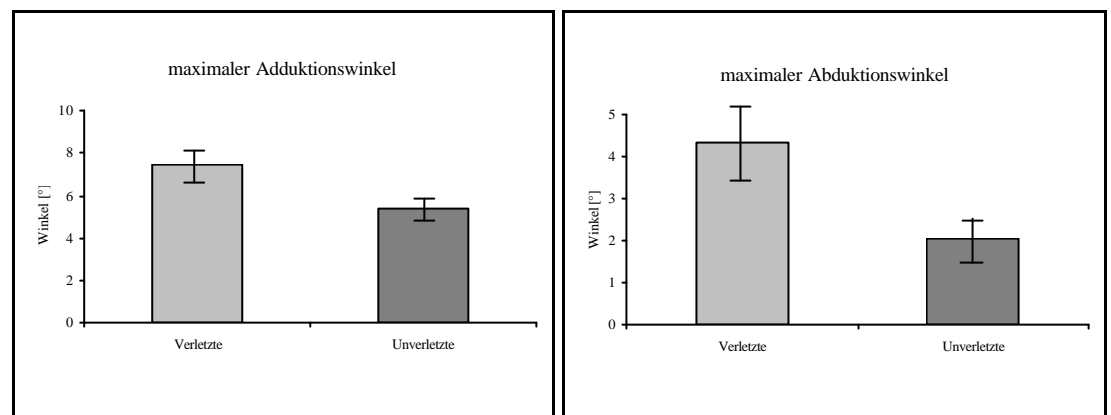 maximaler Adduktionswinkel
10
8
6
4
2
0
Winkel [°]
Verletzte Unverletzte
maximaler Abduktionswinkel
5
4
3
2
1
0
Winkel [°]
Verletzte Unverletzte